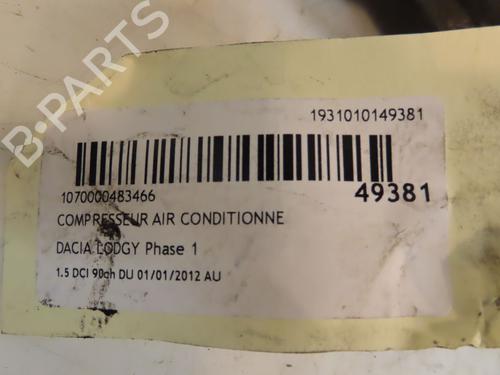 B-PARTS
1931010149381
1070000483466
49381
COMPRESSEUR AIR CONDITIONNE
DACIA LODGY Phase 1
1.5 DCI 90ch DU 01/01/2012 AU